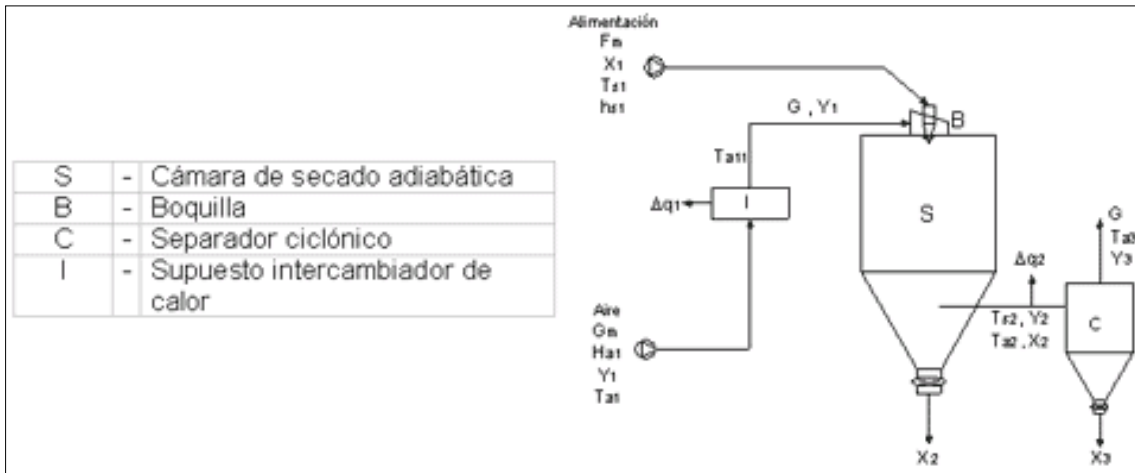 S - Cámara de secado adiabática
B - Boquilla
C - Separador ciclónico
I - Supuesto intercambiador de
calor
Alimentación
Fm
X1
Ts1
hs1
G , Y1
B
Ta11
Δq1
I
S
Aire
Gm
Ha1
Y1
Ta1
G
Ta3
Y3
Δq2
Ts2, Y2
Ta2, X2
C
X2
X3